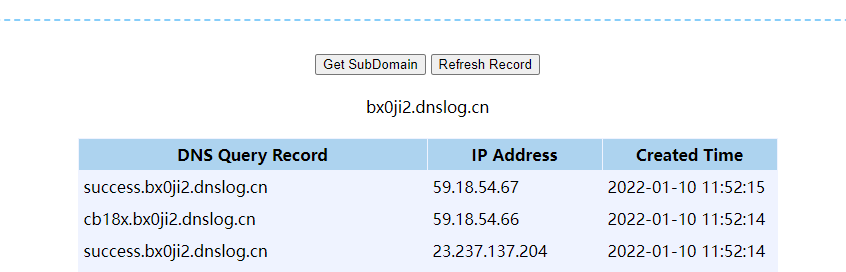 Get SubDomain Refresh Record
bx0ji2.dnslog.cn
DNS Query Record IP Address Created Time
success.bx0ji2.dnslog.cn 59.18.54.67 2022-01-10 11:52:15
cb18x.bx0ji2.dnslog.cn 59.18.54.66 2022-01-10 11:52:14
success.bx0ji2.dnslog.cn 23.237.137.204 2022-01-10 11:52:14